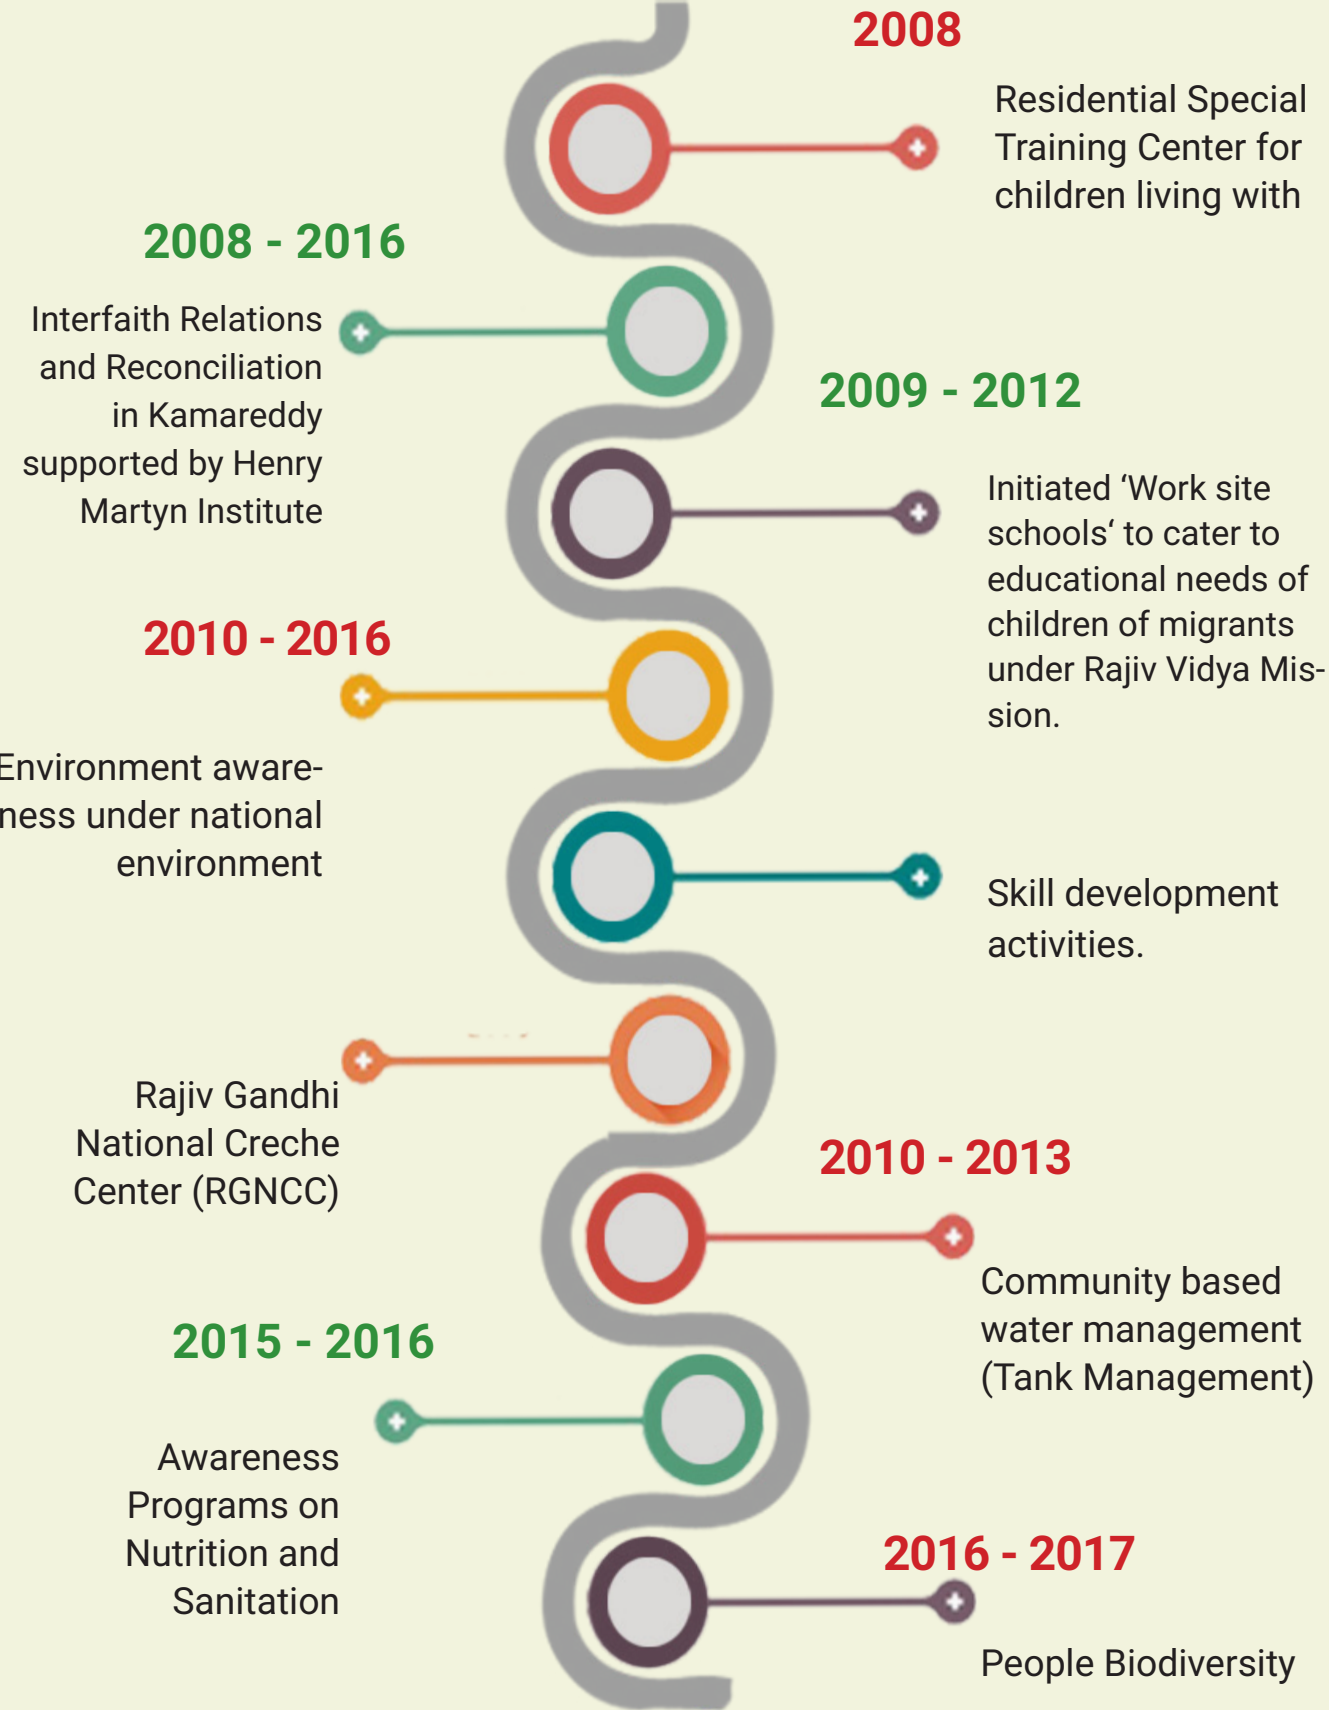 2008
Residential Special
Training Center for
children living with
2008 - 2016
Interfaith Relations
and Reconciliation
in Kamareddy
supported by Henry
Martyn Institute
2009 - 2012
Initiated ‘Work site
schools‘ to cater to
educational needs of
children of migrants
under Rajiv Vidya Mis-
sion.
2010 - 2016
Environment aware-
ness under national
environment
Skill development
activities.
Rajiv Gandhi
National Creche
Center (RGNCC)
2010 - 2013
Community based
water management
(Tank Management)
2015 - 2016
Awareness
Programs on
Nutrition and
Sanitation
2016 - 2017
People Biodiversity